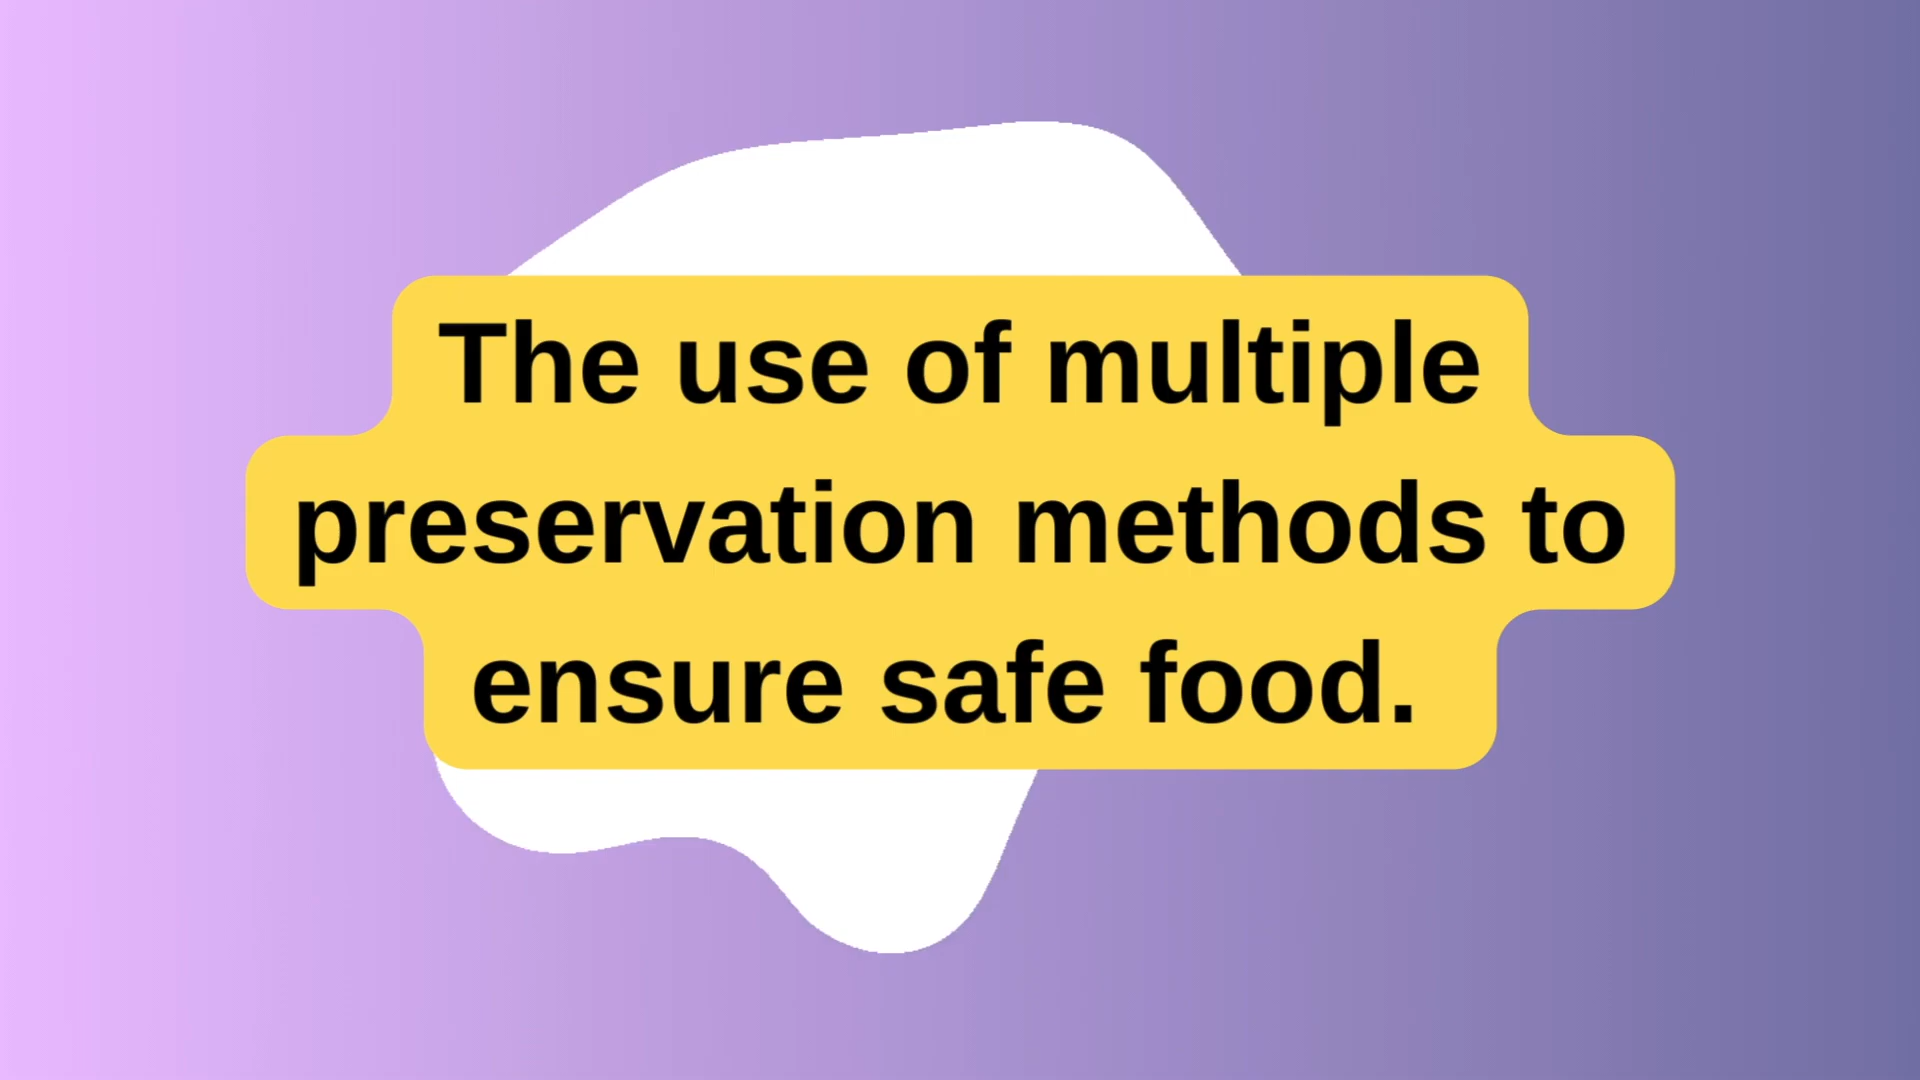 The use of multiple
preservation methods to
ensure safe food.